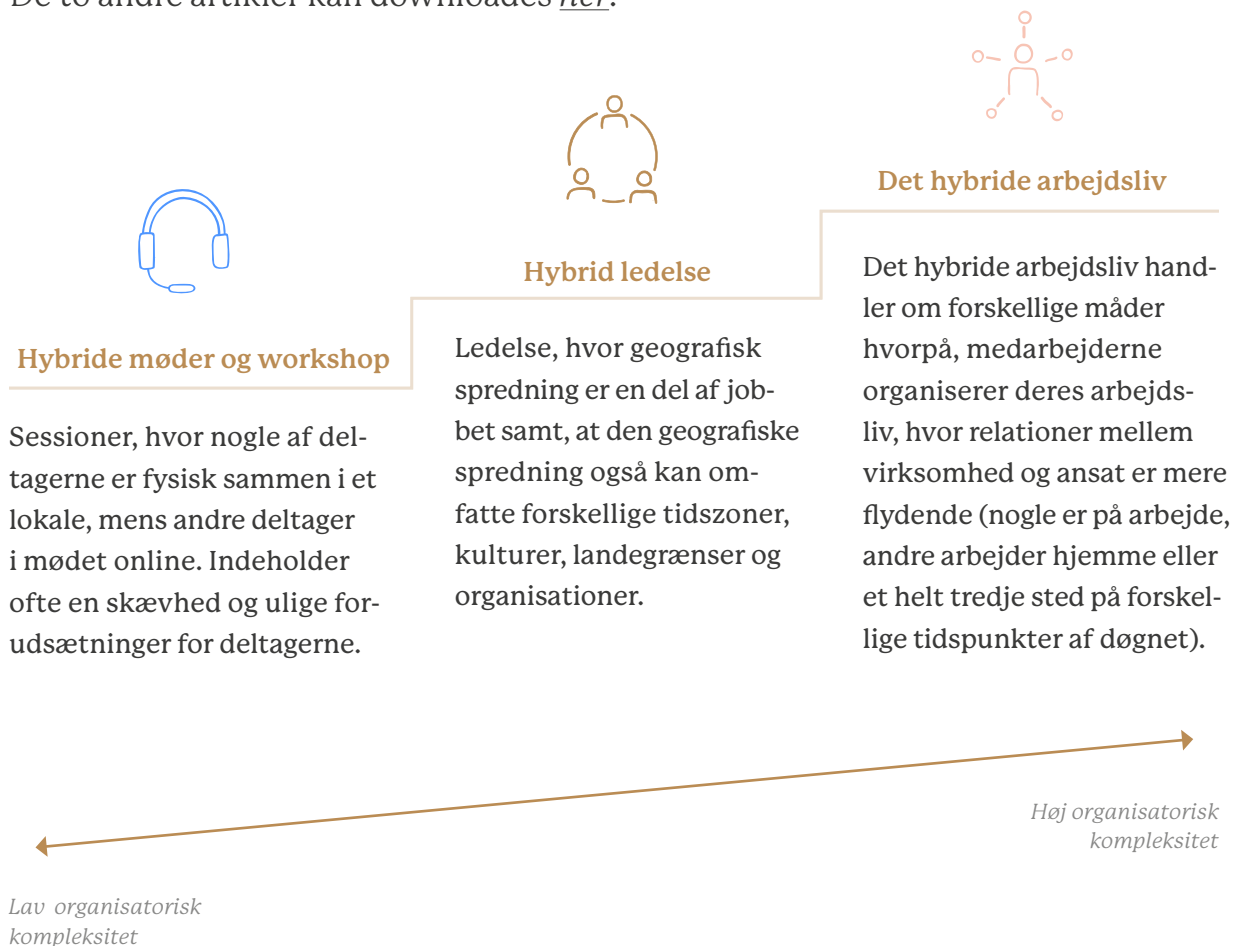 De to andre artikler kan downloades her.
Det hybride arbejdsliv
Hybrid ledelse
Hybride møder og workshop
Sessioner, hvor nogle af del-
tagerne er fysisk sammen i et
lokale, mens andre deltager
i mødet online. Indeholder
ofte en skævhed og ulige for-
udsætninger for deltagerne.
Ledelse, hvor geografisk
spredning er en del af job-
bet samt, at den geografiske
spredning også kan om-
fatte forskellige tidszoner,
kulturer, landegrænser og
organisationer.
Det hybride arbejdsliv hand-
ler om forskellige måder
hvorpå, medarbejderne
organiserer deres arbejds-
liv, hvor relationer mellem
virksomhed og ansat er mere
flydende (nogle er på arbejde,
andre arbejder hjemme eller
et helt tredje sted på forskel-
lige tidspunkter af døgnet).
Høj organisatorisk
kompleksitet
Lav organisatorisk
kompleksitet